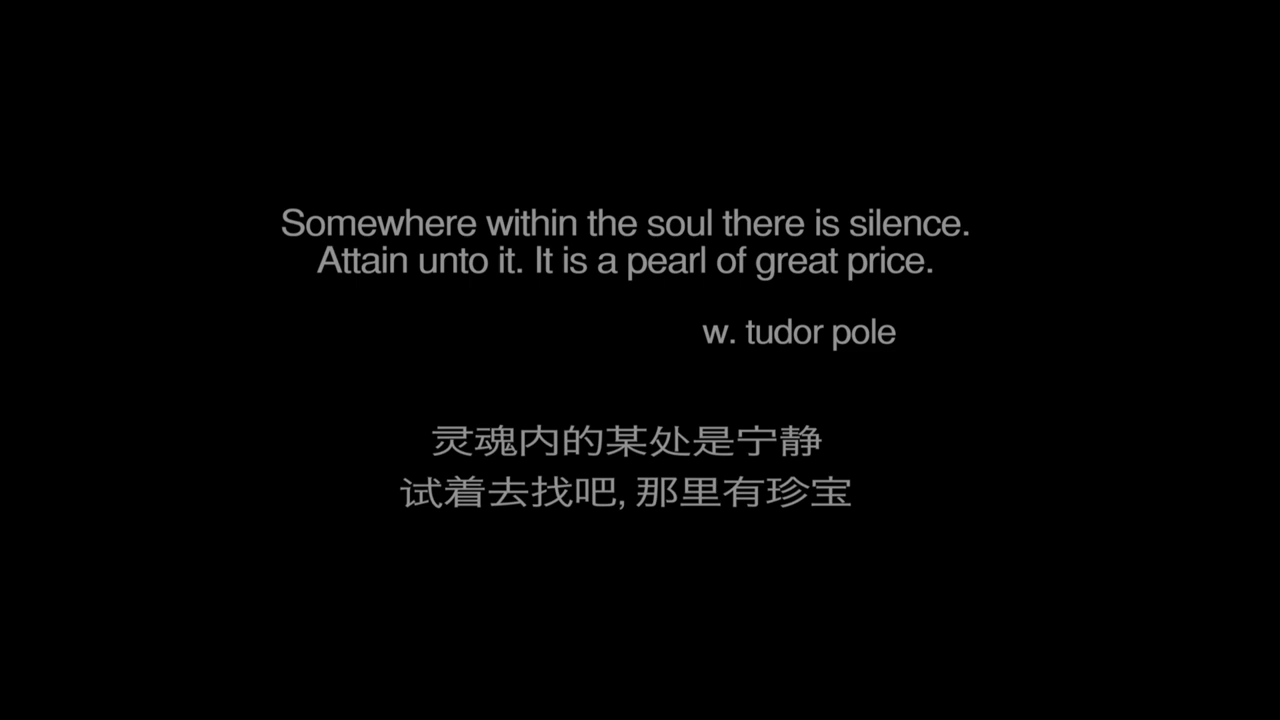 Somewhere within the soul there is silence.
Attain unto it. It is a pearl of great price.
w. tudor pole
灵魂内的某处是宁静
试着去找吧, 那里有珍宝